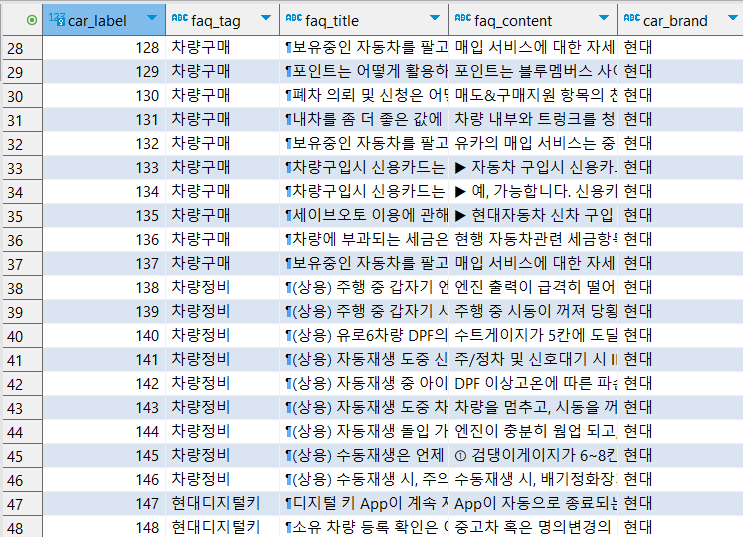 123 car_label ABC faq_tag ABC faq_title ABC faq_content ABC car_brand
28 128 차량구매 ¶보유중인 자동차를 팔고 매입 서비스에 대한 자세 현대
29 129 차량구매 ¶포인트는 어떻게 활용하 포인트는 블루멤버스 사이 현대
30 130 차량구매 ¶폐차 의뢰 및 신청은 어떻 매도&구매지원 항목의 현대
31 131 차량구매 ¶내차를 좀 더 좋은 값에 차량 내부와 트렁크를 청 현대
32 132 차량구매 ¶보유중인 자동차를 팔고 유카의 매입 서비스는 중 현대
33 133 차량구매 ¶차량구입시 신용카드는 ▶ 자동차 구입시 신용카 현대
34 134 차량구매 ¶차량구입시 신용카드는 ▶ 예, 가능합니다. 신용카 현대
35 135 차량구매 ¶세이브오토 이용에 관해 ▶ 현대자동차 신차 구입 현대
36 136 차량구매 ¶차량에 부과되는 세금은 현행 자동차관련 세금항목 현대
37 137 차량구매 ¶보유중인 자동차를 팔고 매입 서비스에 대한 자세 현대
38 138 차량정비 ¶(상용) 주행 중 갑자기 엔 엔진 출력이 급격히 떨어 현대
39 139 차량정비 ¶(상용) 주행 중 갑자기 시 주행 중 시동이 꺼져 당황 현대
40 140 차량정비 ¶(상용) 유로6차량 DPF의 수트게이지가 5칸에 도달 현대
41 141 차량정비 ¶(상용) 자동재생 도중 신 주/정차 및 신호대기 시 현대
42 142 차량정비 ¶(상용) 자동재생 중 아이 DPF 이상고온에 따른 파손 현대
43 143 차량정비 ¶(상용) 자동재생 도중 차 차량을 멈추고, 시동을 꺼 현대
44 144 차량정비 ¶(상용) 자동재생 돌입 가 엔진이 충분히 웜업 되고, 현대
45 145 차량정비 ¶(상용) 수동재생은 언제 ① 검댕이게이지가 6~8칸 현대
46 146 차량정비 ¶(상용) 수동재생 시, 주의 수동재생 시, 배기정화장 현대
47 147 현대디지털키 ¶디지털 키 App이 계속 자 App이 자동으로 종료되는 현대
48 148 현대디지털키 ¶소유 차량 등록 확인은 어 중고차 혹은 명의변경의 현대